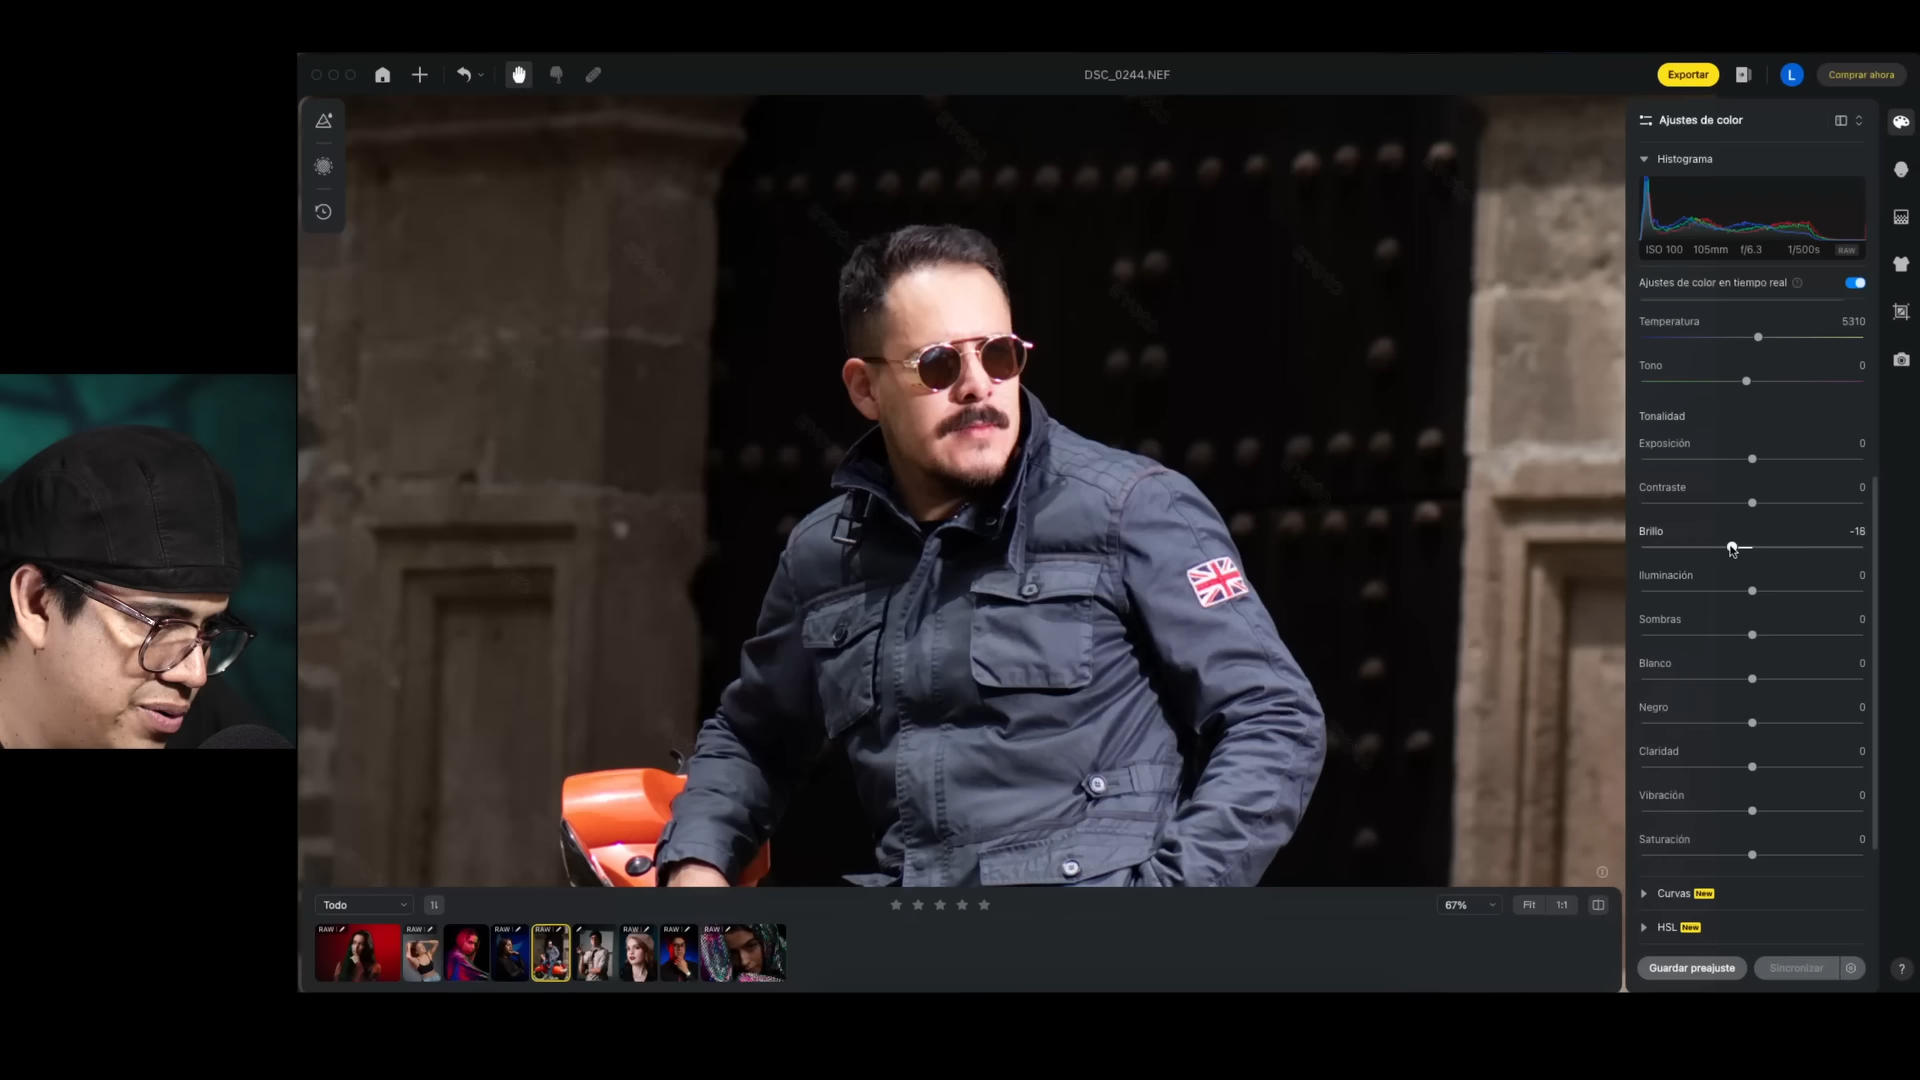 DSC_0244.NEF
Exportar
L
Comprar ahora
Ajustes de color
Histograma
ISO 100 105mm f/6.3 1/500s RAW
Ajustes de color en tiempo real
Temperatura 5310
Tono 0
Tonalidad
Exposición 0
Contraste 0
Brillo -18
Iluminación 0
Sombras 0
Blanco 0
Negro 0
Claridad 0
Vibración 0
Saturación 0
Curvas New
HSL New
Guardar preajuste
Sincronizar
?
Todo
67%
Fit
1:1
RAW
RAW
RAW
RAW
RAW
RAW
RAW